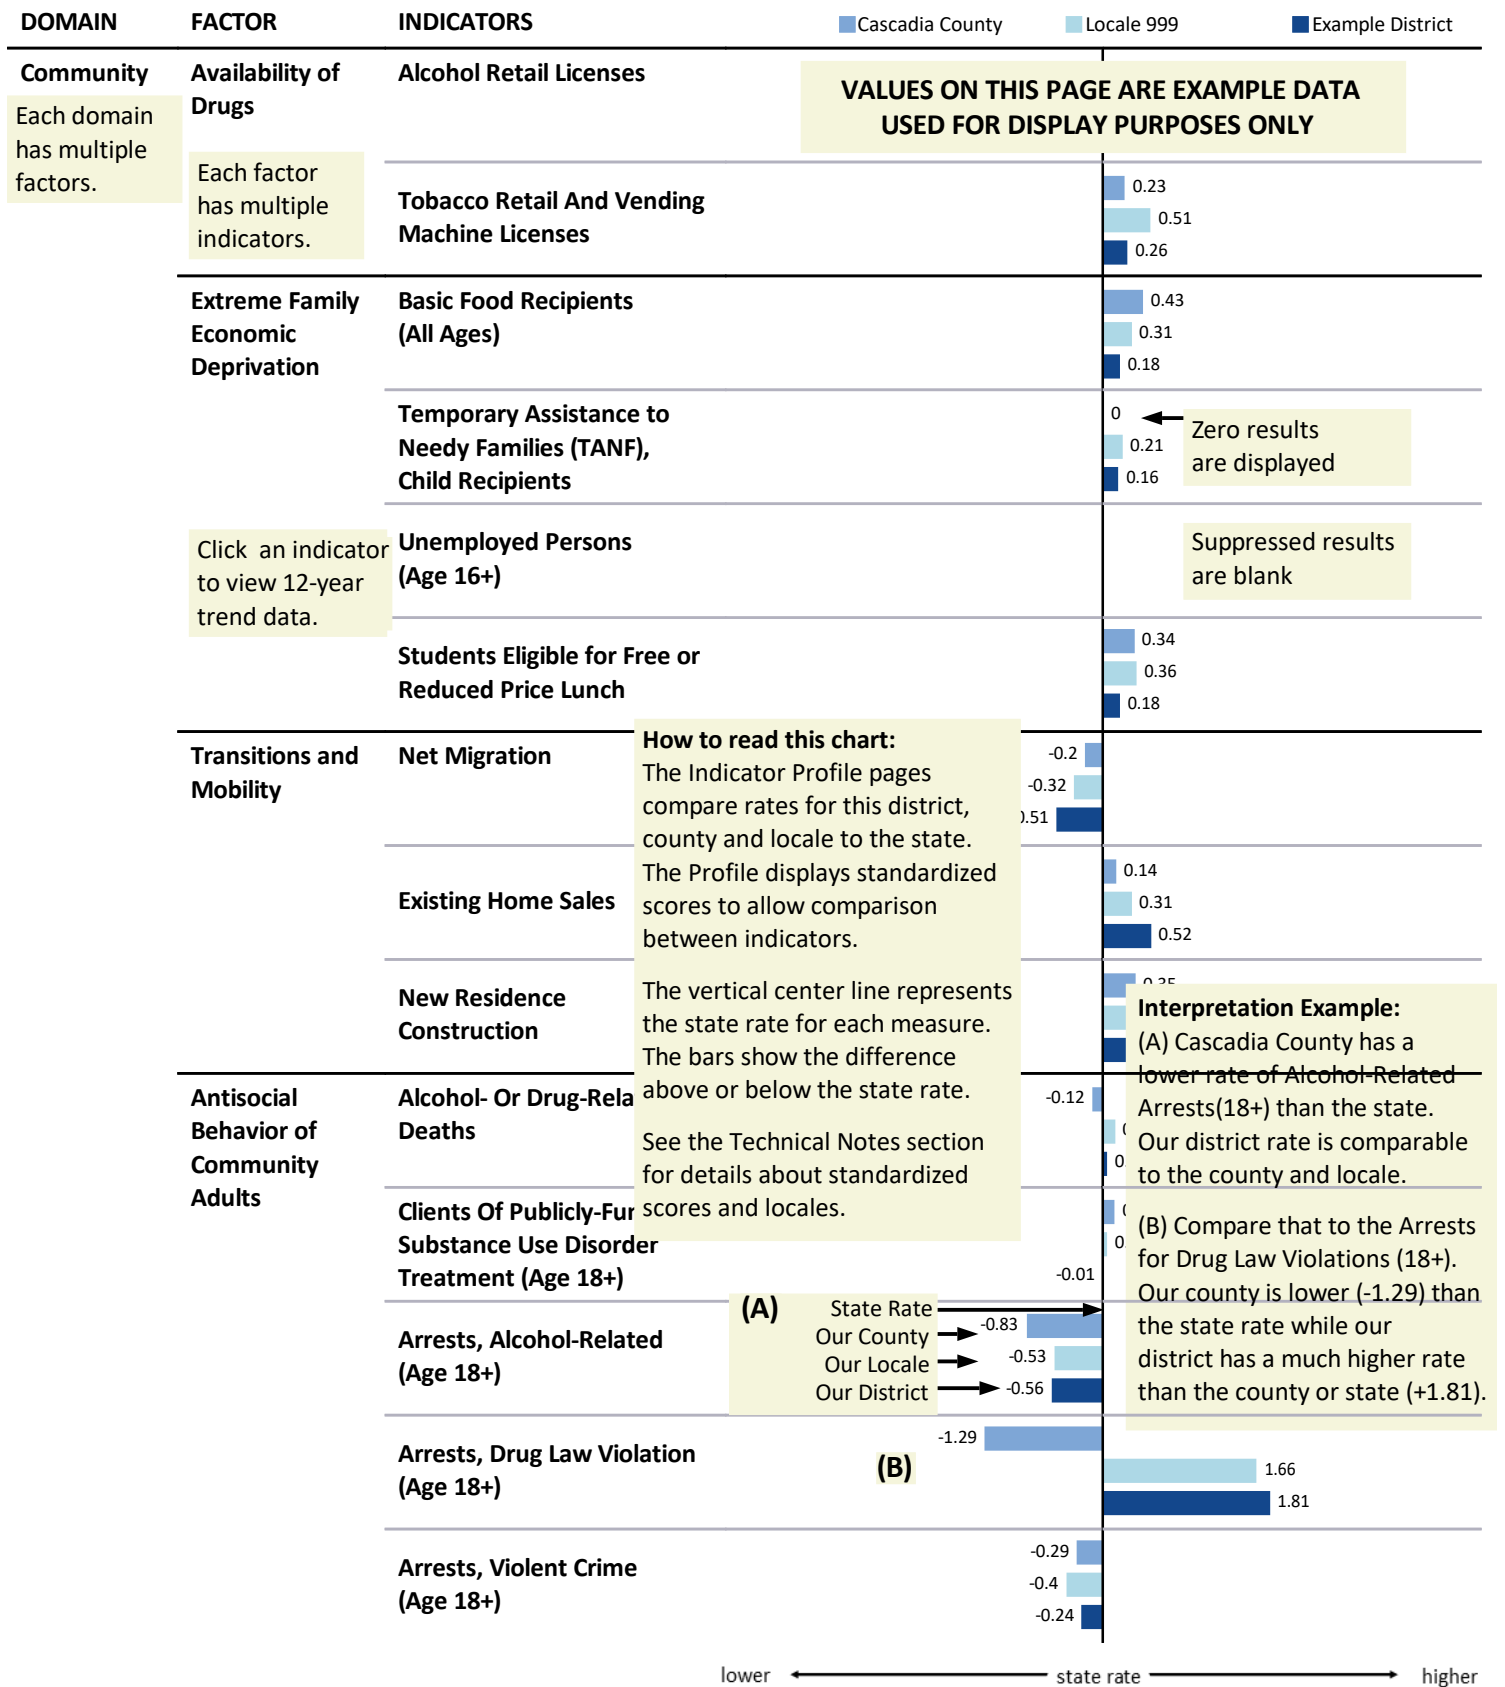 DOMAIN FACTOR INDICATORS Cascadia County Locale 999 Example District
Community
Each domain
has multiple
factors.
Availability of
Drugs
Each factor
has multiple
indicators.
Alcohol Retail Licenses
VALUES ON THIS PAGE ARE EXAMPLE DATA
USED FOR DISPLAY PURPOSES ONLY
Tobacco Retail And Vending
Machine Licenses
0.23
0.51
0.26
Extreme Family
Economic
Deprivation
Basic Food Recipients
(All Ages)
0.43
0.31
0.18
Temporary Assistance to
Needy Families (TANF),
Child Recipients
0
0.21
0.16
Zero results
are displayed
Click an indicator
to view 12-year
trend data.
Unemployed Persons
(Age 16+)
Suppressed results
are blank
Students Eligible for Free or
Reduced Price Lunch
0.34
0.36
0.18
Transitions and
Mobility
Net Migration
-0.2
-0.32
0.51
How to read this chart:
The Indicator Profile pages
compare rates for this district,
county and locale to the state.
The Profile displays standardized
scores to allow comparison
between indicators.
The vertical center line represents
the state rate for each measure.
The bars show the difference
above or below the state rate.
See the Technical Notes section
for details about standardized
scores and locales.
Existing Home Sales
0.14
0.31
0.52
New Residence
Construction
Interpretation Example:
(A) Cascadia County has a
lower rate of Alcohol-Related
Arrests(18+) than the state.
Our district rate is comparable
to the county and locale.
(B) Compare that to the Arrests
for Drug Law Violations (18+).
Our county is lower (-1.29) than
the state rate while our
district has a much higher rate
than the county or state (+1.81).
Antisocial
Behavior of
Community
Adults
Alcohol- Or Drug-Rela
Deaths
-0.12
Clients Of Publicly-Fu
Substance Use Disorder
Treatment (Age 18+)
-0.01
Arrests, Alcohol-Related
(Age 18+)
(A) State Rate
Our County -0.83
Our Locale -0.53
Our District -0.56
Arrests, Drug Law Violation
(Age 18+)
(B)
-1.29
1.66
1.81
Arrests, Violent Crime
(Age 18+)
-0.29
-0.4
-0.24
lower state rate higher